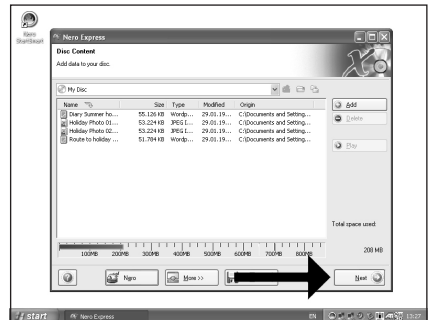 Nero
StartSmart
Nero Express
Disc Content
Add data to your disc.
My Disc
Name Size Type Modified Origin
Diary Summer ho... 55.126 KB Wordp... 29.01.19... C:\Documents and Setting...
Holiday Photo 01... 53.224 KB JPEG I... 29.01.19... C:\Documents and Setting...
Holiday Photo 02... 53.224 KB JPEG I... 29.01.19... C:\Documents and Setting...
Route to holiday ... 51.784 KB Wordp... 29.01.19... C:\Documents and Setting...
Add
Delete
Play
Total space used:
208 MB
100MB 200MB 300MB 400MB 500MB 600MB 700MB 800MB
Nero
More >>
Next
start
Nero Express
EN
13:27